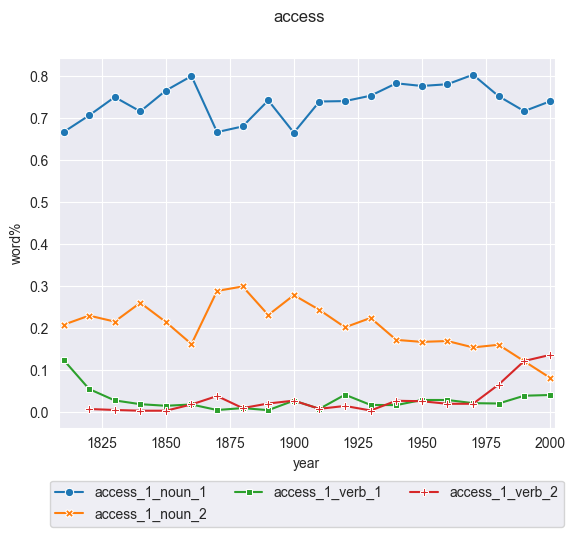 access
0.8
0.7
0.6
0.5
0.4
0.3
0.2
0.1
0.0
word%
1825 1850 1875 1900 1925 1950 1975 2000
year
access_1_noun_1 access_1_verb_1 access_1_verb_2
access_1_noun_2